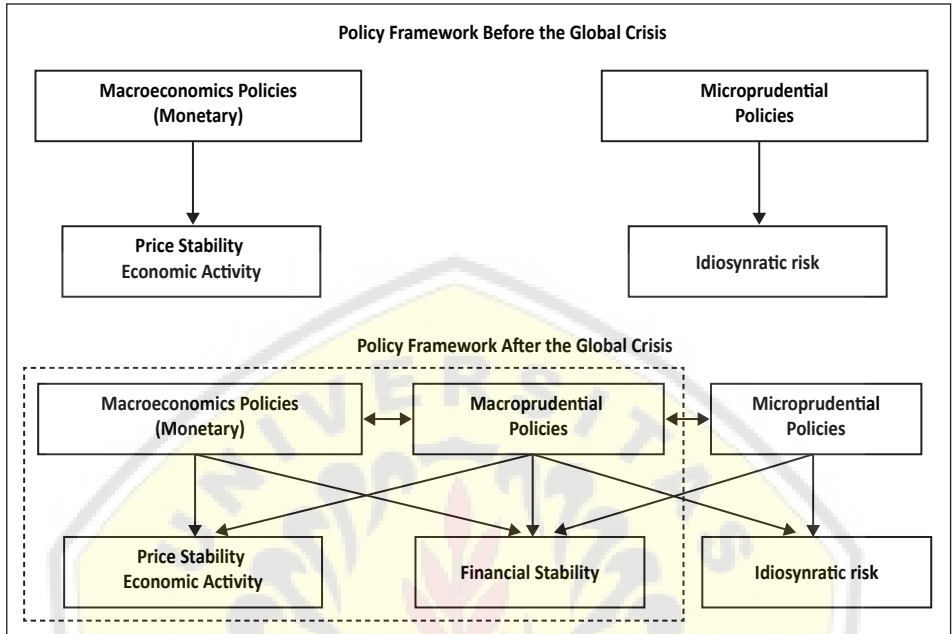 Policy Framework Before the Global Crisis
Macroeconomics Policies
(Monetary)
Microprudential
Policies
Price Stability
Economic Activity
Idiosynratic risk
Policy Framework After the Global Crisis
Macroeconomics Policies
(Monetary)
Macroprudential
Policies
Microprudential
Policies
Price Stability
Economic Activity
Financial Stability
Idiosynratic risk
UNIVERSITAS